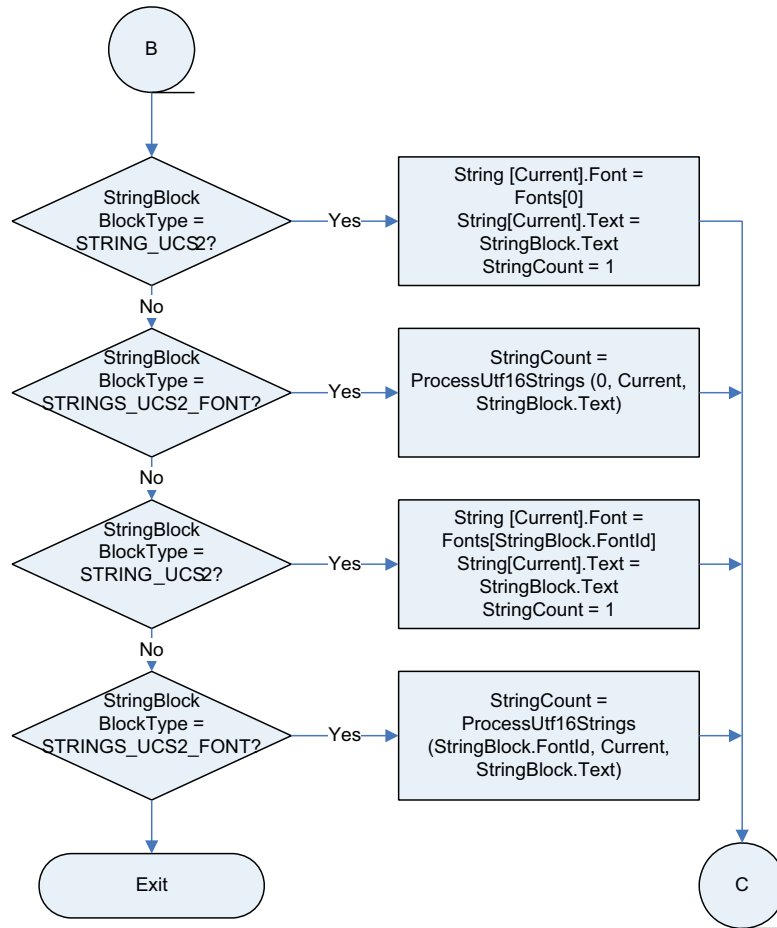 B
StringBlock
BlockType =
STRING_UCS2?
Yes
String [Current].Font =
Fonts[0]
String[Current].Text =
StringBlock.Text
StringCount = 1
No
StringBlock
BlockType =
STRINGS_UCS2_FONT?
Yes
StringCount =
ProcessUtf16Strings (0, Current,
StringBlock.Text)
No
StringBlock
BlockType =
STRING_UCS2?
Yes
String [Current].Font =
Fonts[StringBlock.FontId]
String[Current].Text =
StringBlock.Text
StringCount = 1
No
StringBlock
BlockType =
STRINGS_UCS2_FONT?
Yes
StringCount =
ProcessUtf16Strings
(StringBlock.FontId, Current,
StringBlock.Text)
Exit
C